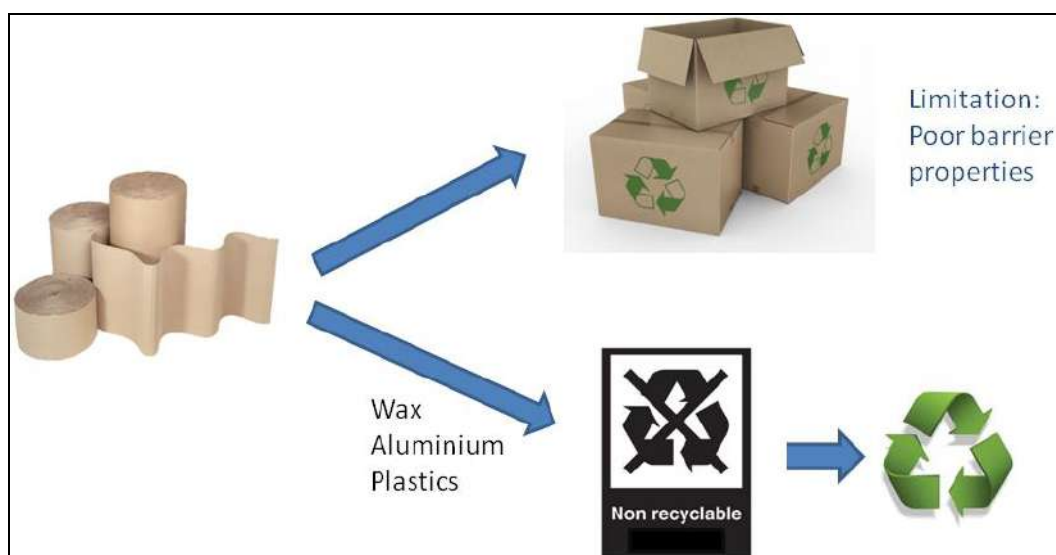 Limitation:
Poor barrier
properties
Wax
Aluminium
Plastics
Non recyclable